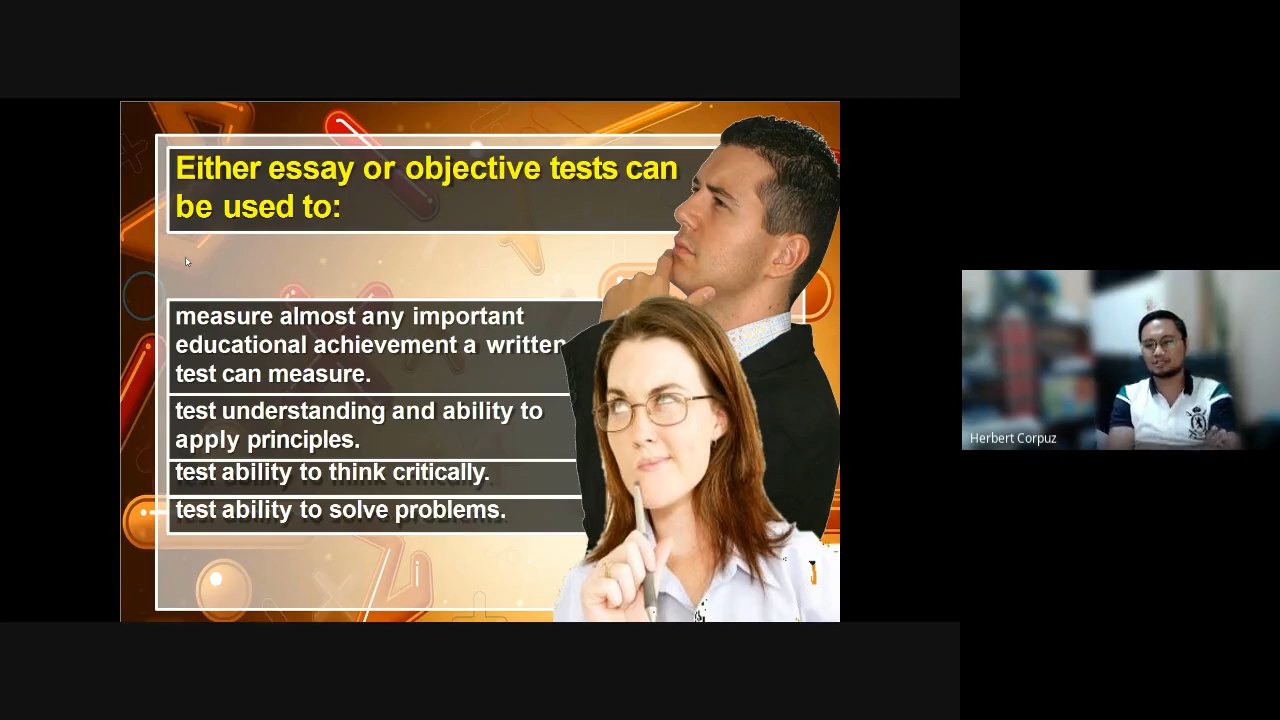 Either essay or objective tests can
be used to:
measure almost any important
educational achievement a written
test can measure.
test understanding and ability to
apply principles.
test ability to think critically.
test ability to solve problems.
Herbert Corpuz